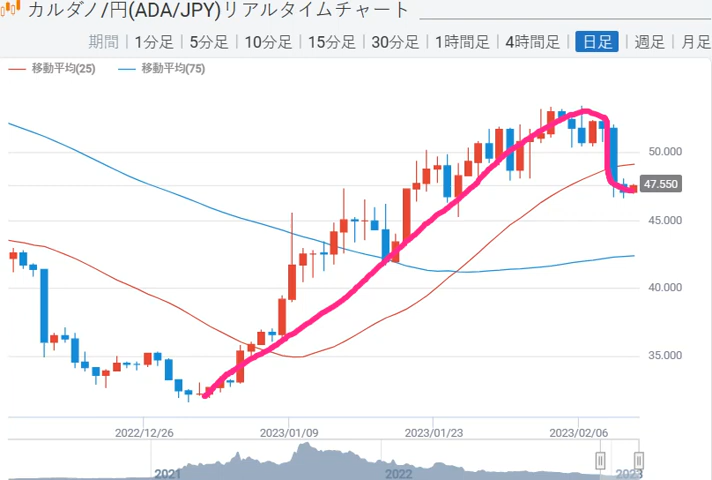 カルダノ/円(ADA/JPY)リアルタイムチャート
期間 | 1分足 | 5分足 | 10分足 | 15分足 | 30分足 | 1時間足 | 4時間足 | 日足 | 週足 | 月足
移動平均(25) 移動平均(75)
50.000
47.550
45.000
40.000
35.000
2022/12/26 2023/01/09 2023/01/23 2023/02/06
2021 2022 2023